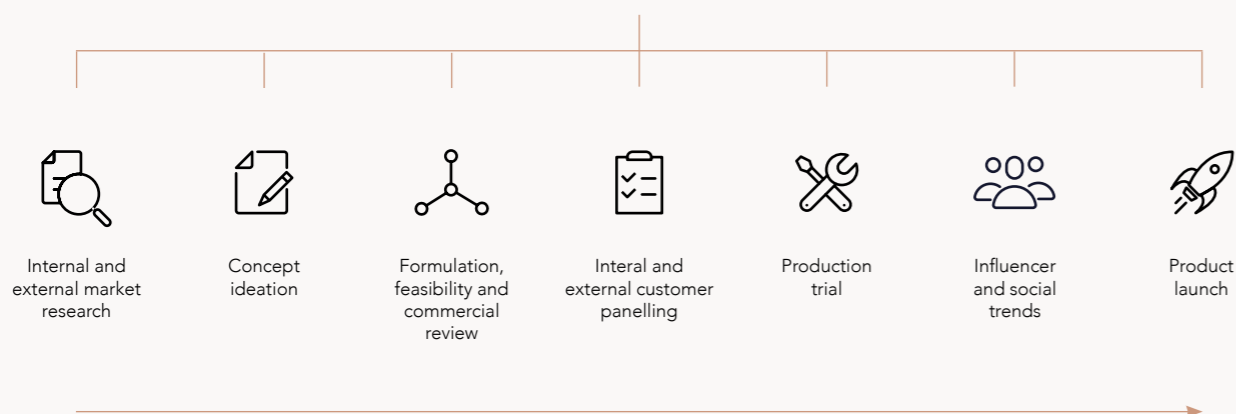 Internal and
external market
research
Concept
ideation
Formulation,
feasibility and
commercial
review
Interal and
external customer
panelling
Production
trial
Influencer
and social
trends
Product
launch